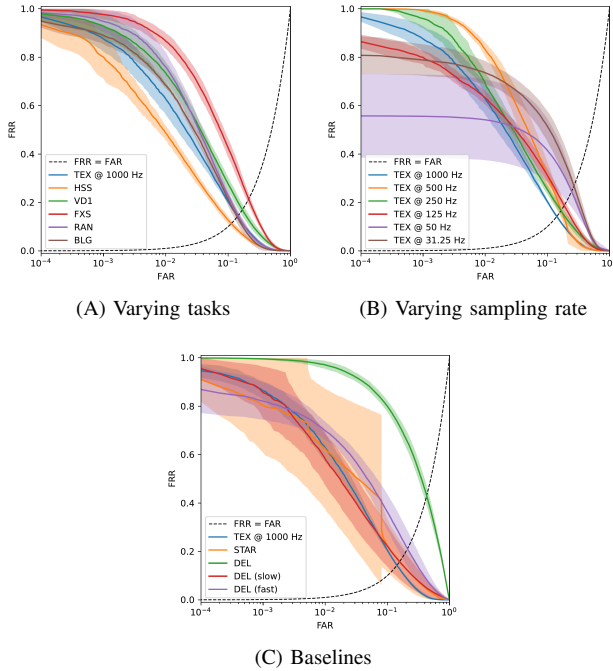 1.0
0.8
0.6
0.4
0.2
0.0
FRR
FRR = FAR
TEX @ 1000 Hz
HSS
VD1
FXS
RAN
BLG
10⁻⁴ 10⁻³ 10⁻² 10⁻¹ 10⁰
FAR
(A) Varying tasks
1.0
0.8
0.6
0.4
0.2
0.0
FRR
FRR = FAR
TEX @ 1000 Hz
TEX @ 500 Hz
TEX @ 250 Hz
TEX @ 125 Hz
TEX @ 50 Hz
TEX @ 31.25 Hz
10⁻⁴ 10⁻³ 10⁻² 10⁻¹ 10⁰
FAR
(B) Varying sampling rate
1.0
0.8
0.6
0.4
0.2
0.0
FRR
FRR = FAR
TEX @ 1000 Hz
STAR
DEL
DEL (slow)
DEL (fast)
10⁻⁴ 10⁻³ 10⁻² 10⁻¹ 10⁰
FAR
(C) Baselines